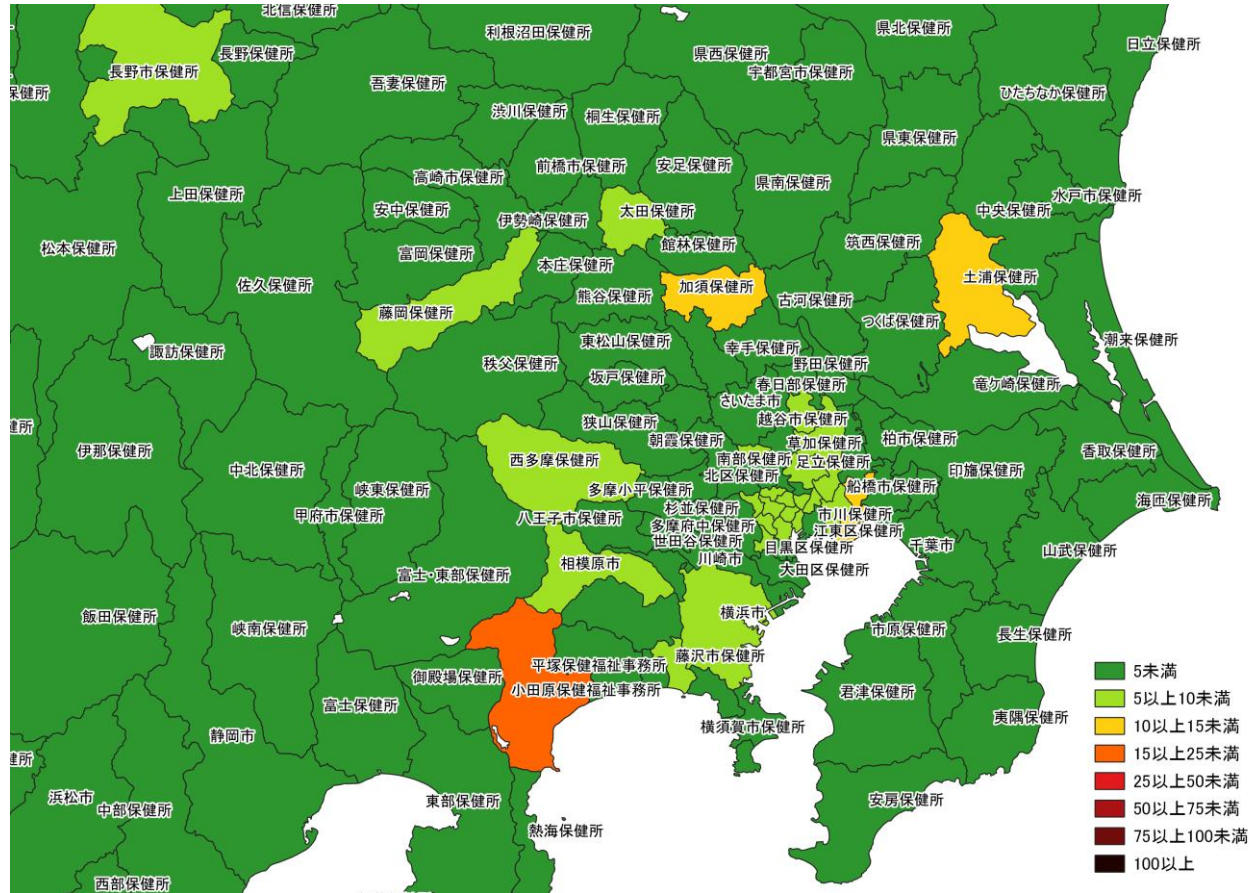 北信保健所
県北保健所
利根沼田保健所
県西保健所
日立保健所
長野保健所
長野市保健所
宇都宮市保健所
吾妻保健所
保健所
ひたちなか保健所
渋川保健所
桐生保健所
県東保健所
前橋市保健所
安足保健所
高崎市保健所
県南保健所
上田保健所
水戸市保健所
安中保健所
太田保健所
中央保健所
伊勢崎保健所
松本保健所
館林保健所
筑西保健所
富岡保健所
本庄保健所
土浦保健所
佐久保健所
加須保健所
熊谷保健所
古河保健所
藤岡保健所
つくば保健所
東松山保健所
潮来保健所
諏訪保健所
幸手保健所
秩父保健所
野田保健所
坂戸保健所
春日部保健所
竜ケ崎保健所
さいたま市
狭山保健所
越谷市保健所
健所
朝霞保健所
草加保健所
柏市保健所
伊那保健所
香取保健所
西多摩保健所
南部保健所
足立保健所
中北保健所
峡東保健所
北区保健所
印旛保健所
多摩小平保健所
船橋市保健所
海匝保健所
杉並保健所
甲府市保健所
八王子市保健所
市川保健所
多摩府中保健所
江東区保健所
世田谷保健所
目黒区保健所
千葉市
山武保健所
川崎市
相模原市
大田区保健所
富士・東部保健所
横浜市
飯田保健所
峡南保健所
市原保健所
長生保健所
藤沢市保健所
平塚保健福祉事務所
御殿場保健所
5未満
小田原保健福祉事務所
君津保健所
5以上10未満
富士保健所
夷隅保健所
10以上15未満
横須賀市保健所
静岡市
15以上25未満
健所
25以上50未満
浜松市
安房保健所
50以上75未満
東部保健所
中部保健所
75以上100未満
熱海保健所
100以上
西部保健所